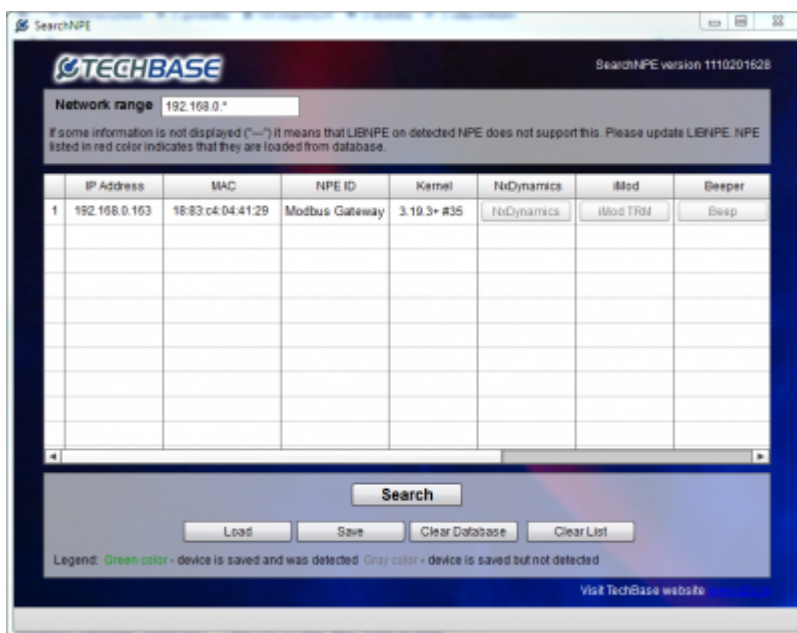 SearchNPE
TECHBASE
SearchNPE version 1110201628
Network range 192.168.0.*
If some information is not displayed ("---") it means that LIBNPE on detected NPE does not support this. Please update LIBNPE. NPE
listed in red color indicates that they are loaded from database.
IP Address MAC NPE ID Kernel NxDynamics iMod Beeper
1 192.168.0.163 18:83:c4:04:41:29 Modbus Gateway 3.19.3+ #35 NxDynamics iMod TRM Beep
Search
Load Save Clear Database Clear List
Legend: Green color - device is saved and was detected Gray color - device is saved but not detected
Visit TechBase website